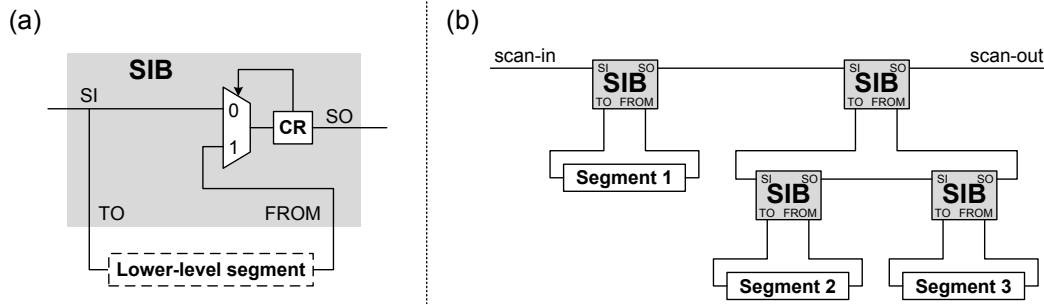 (a)
SIB
SI
0
1
CR
SO
TO
FROM
Lower-level segment
(b)
scan-in
scan-out
SI SO
SIB
TO FROM
SI SO
SIB
TO FROM
Segment 1
SI SO
SIB
TO FROM
SI SO
SIB
TO FROM
Segment 2
Segment 3